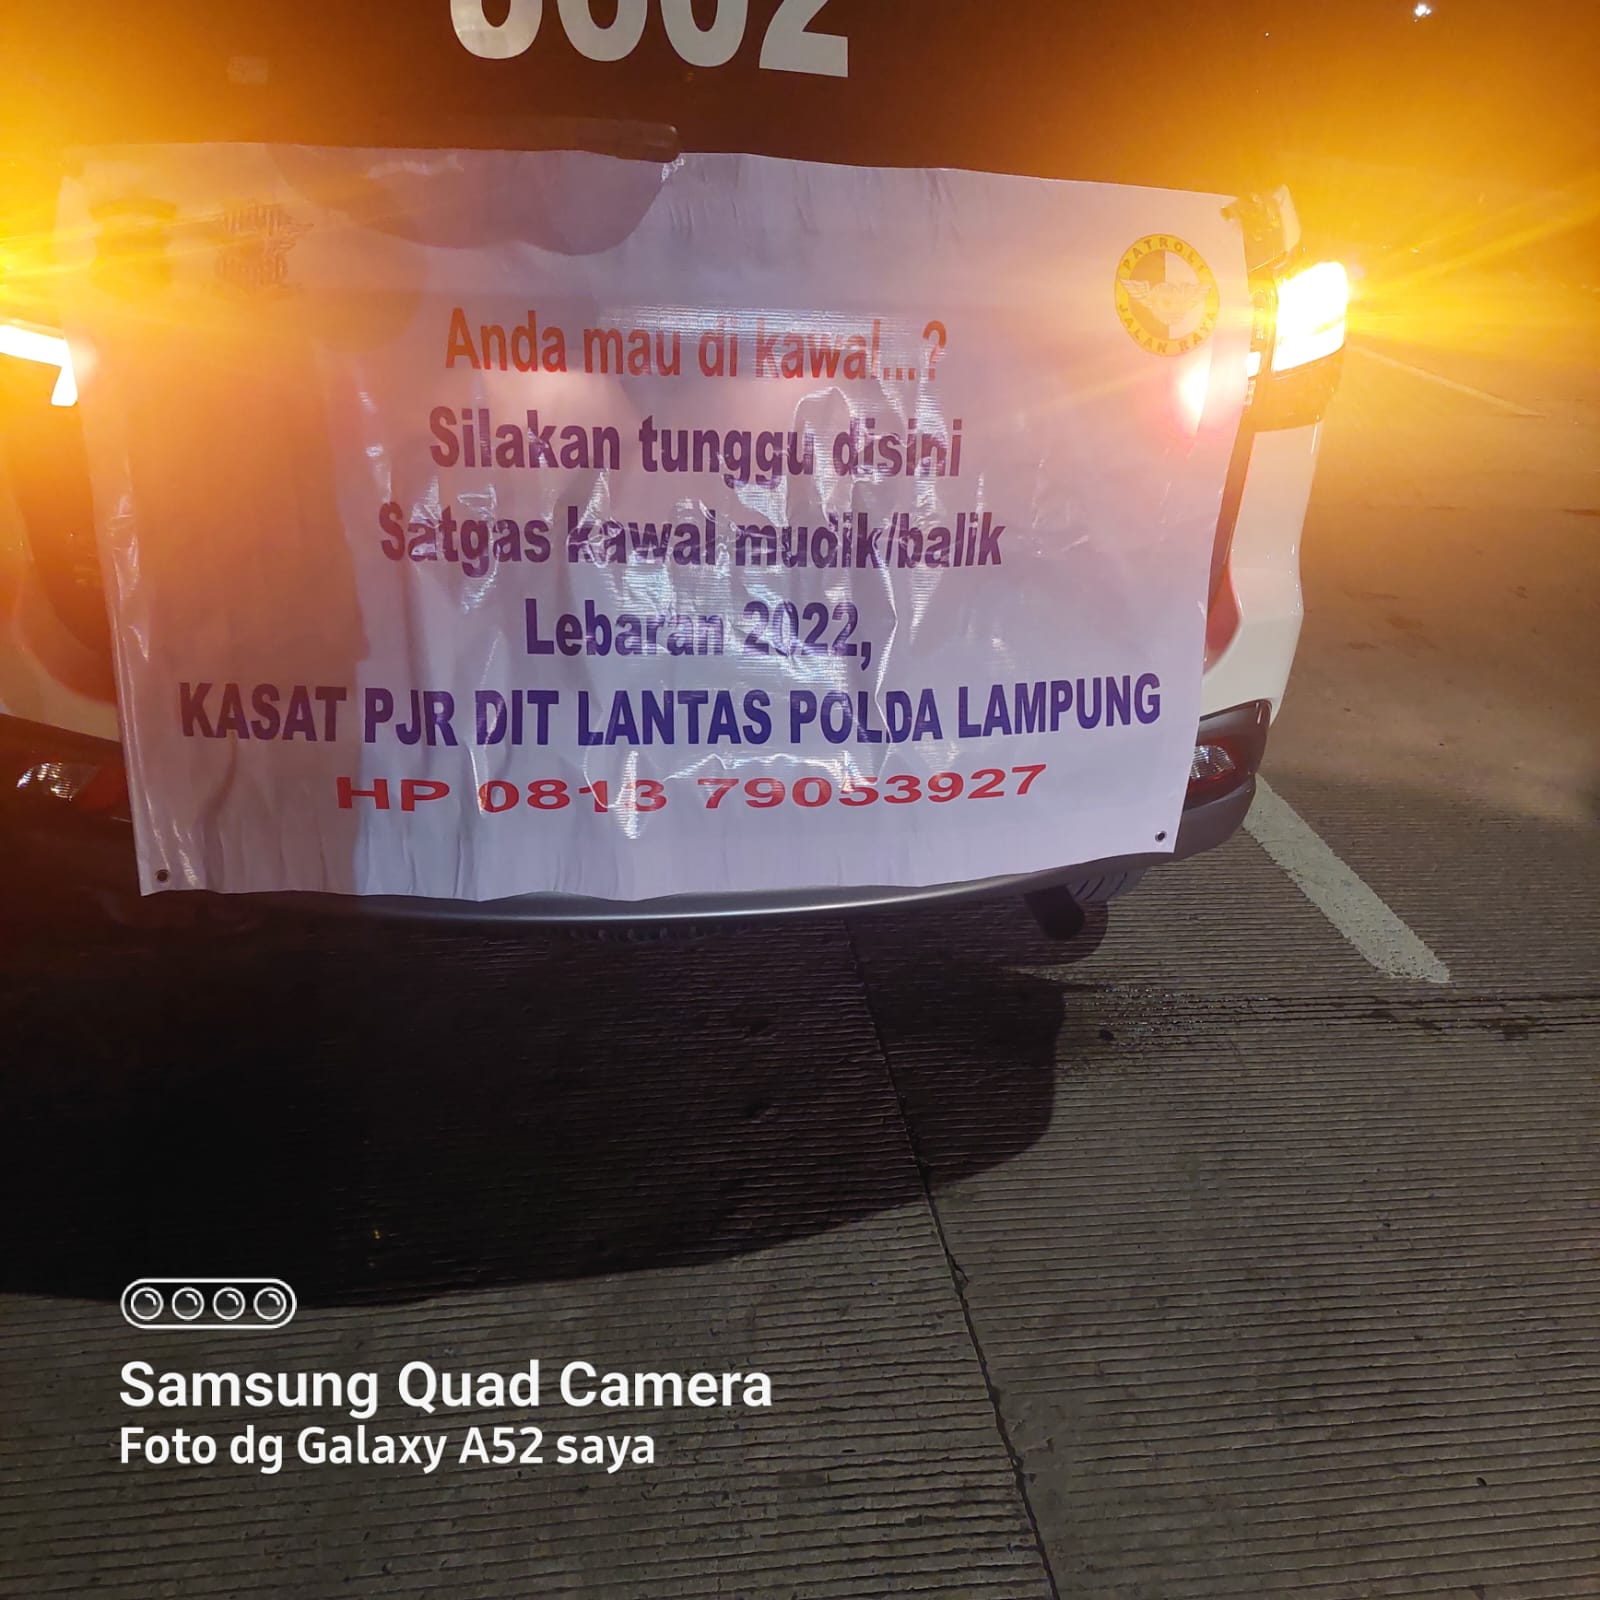 Anda mau di kawal...?
Silakan tunggu disini
Satgas kawal mudik/balik
Lebaran 2022,
KASAT PJR DIT LANTAS POLDA LAMPUNG
HP 0813 79053927
PATROLI
JALAN RAYA
Samsung Quad Camera
Foto dg Galaxy A52 saya